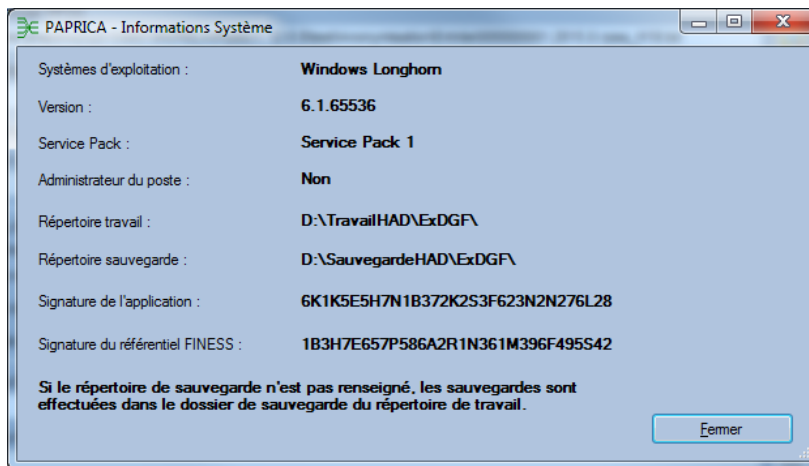 PAPRICA - Informations Système
Systèmes d'exploitation : Windows Longhorn
Version : 6.1.65536
Service Pack : Service Pack 1
Administrateur du poste : Non
Répertoire travail : D:\TravailHAD\ExDGF\
Répertoire sauvegarde : D:\SauvegardeHAD\ExDGF\
Signature de l'application : 6K1K5E5H7N1B372K2S3F623N2N276L28
Signature du référentiel FINESS : 1B3H7E657P586A2R1N361M396F495S42
Si le répertoire de sauvegarde n'est pas renseigné, les sauvegardes sont
effectuées dans le dossier de sauvegarde du répertoire de travail.
Fermer